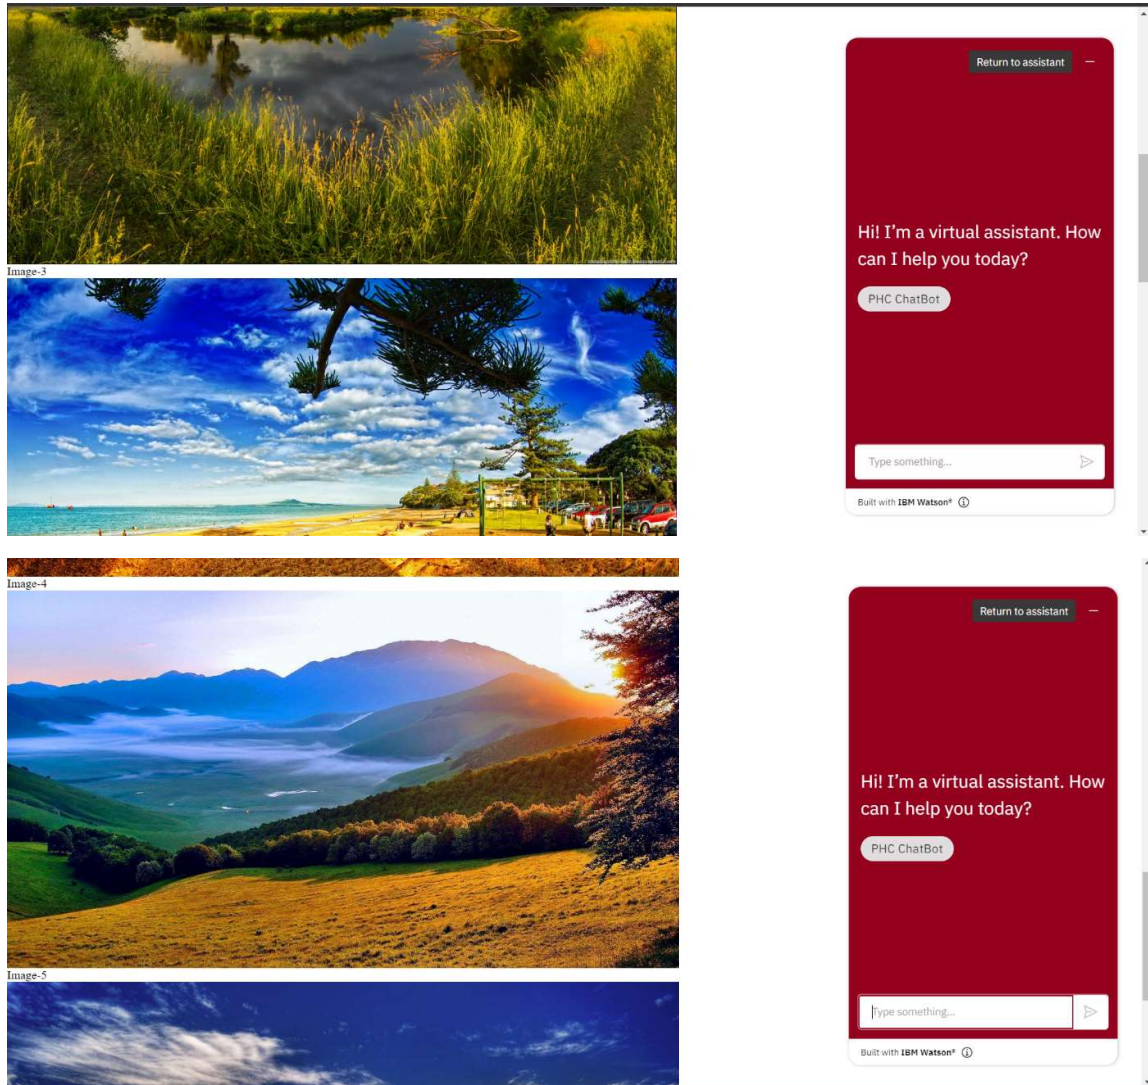 Return to assistant
Hi! I'm a virtual assistant. How
can I help you today?
PHC ChatBot
Type something...
Built with IBM Watson®
Image-3
Image-4
Return to assistant
Hi! I'm a virtual assistant. How
can I help you today?
PHC ChatBot
Type something...
Built with IBM Watson®
Image-5